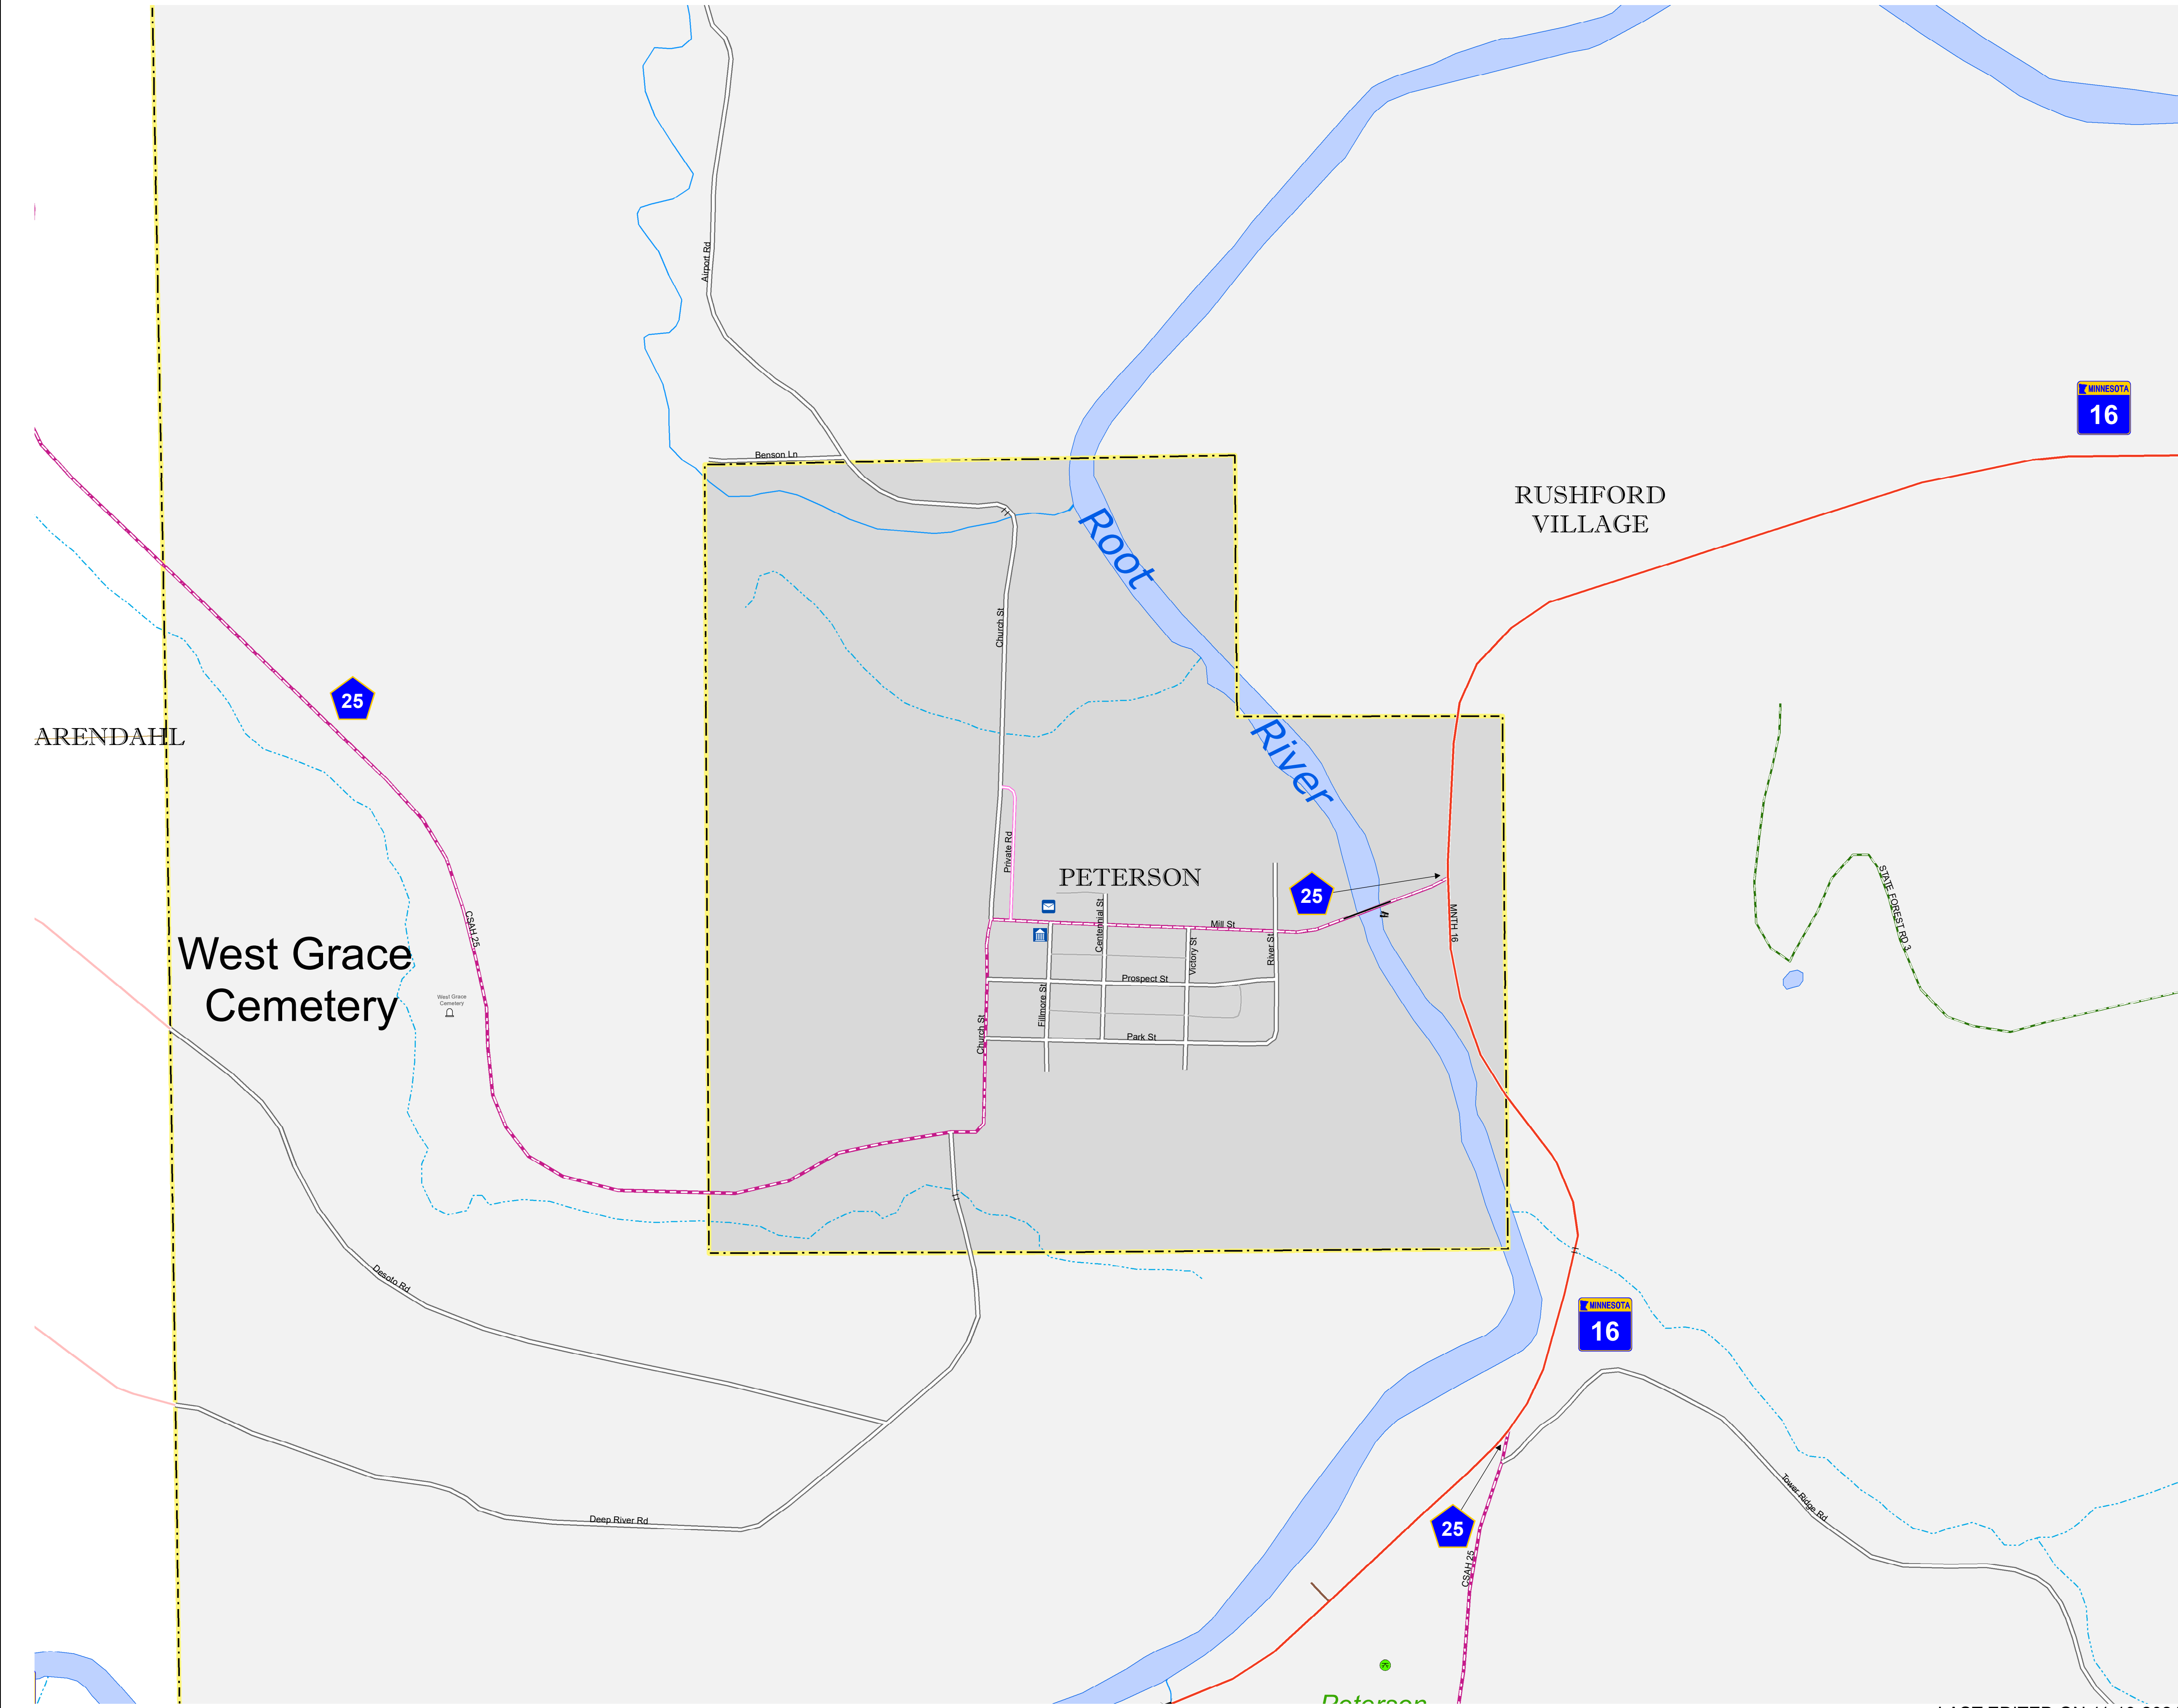 Airport Rd
MINNESOTA
16
Benson Ln
RUSHFORD
VILLAGE
Root
Church St
25
River
ARENDAHL
Private Rd
PETERSON
25
STATE FOREST RD 3
CSAH 25
Centennial St
Mill St
MNTH 16
West Grace
Cemetery
Victory St
River St
Prospect St
West Grace
Cemetery
Fillmore St
Church St
Park St
Desoto Rd
MINNESOTA
16
Tower Ridge Rd
Deep River Rd
25
CSAH 25
Peterson